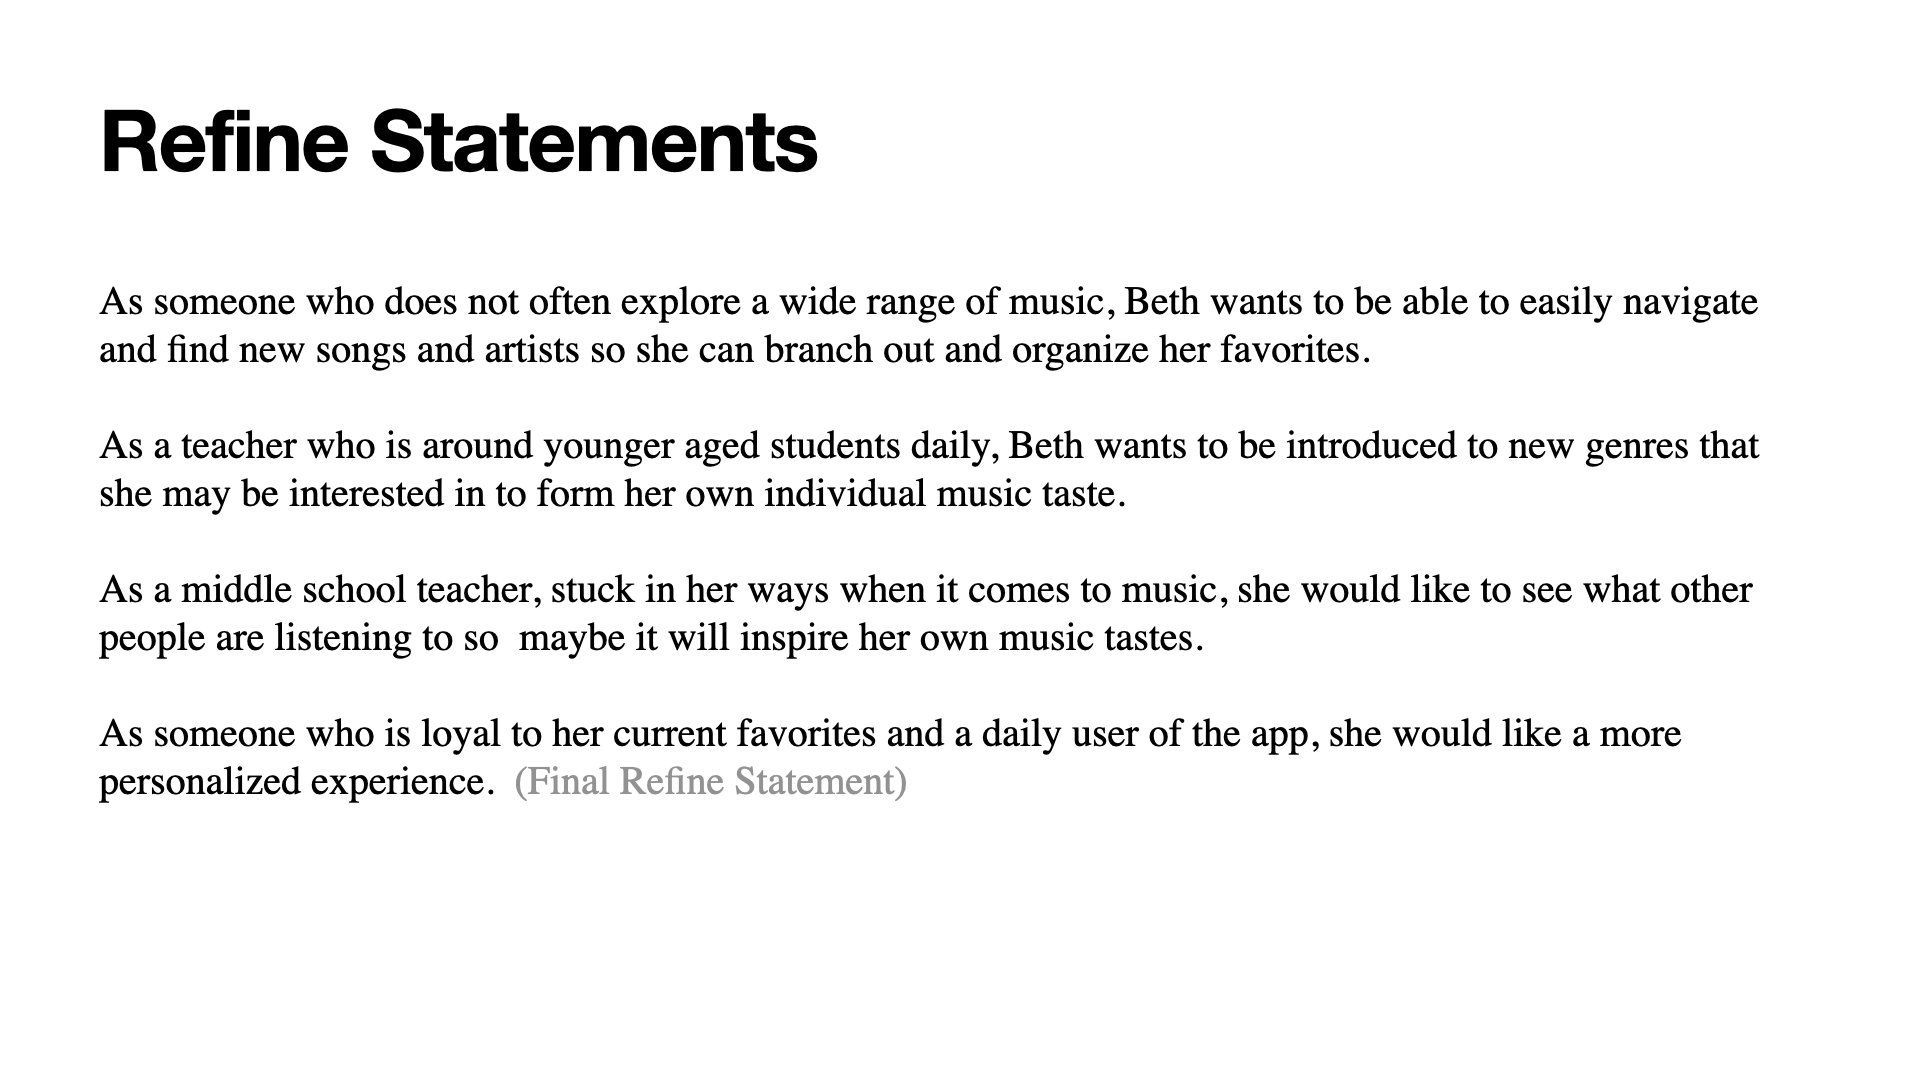 Refine Statements
As someone who does not often explore a wide range of music, Beth wants to be able to easily navigate
and find new songs and artists so she can branch out and organize her favorites.
As a teacher who is around younger aged students daily, Beth wants to be introduced to new genres that
she may be interested in to form her own individual music taste.
As a middle school teacher, stuck in her ways when it comes to music, she would like to see what other
people are listening to so  maybe it will inspire her own music tastes.
As someone who is loyal to her current favorites and a daily user of the app, she would like a more
personalized experience.  (Final Refine Statement)